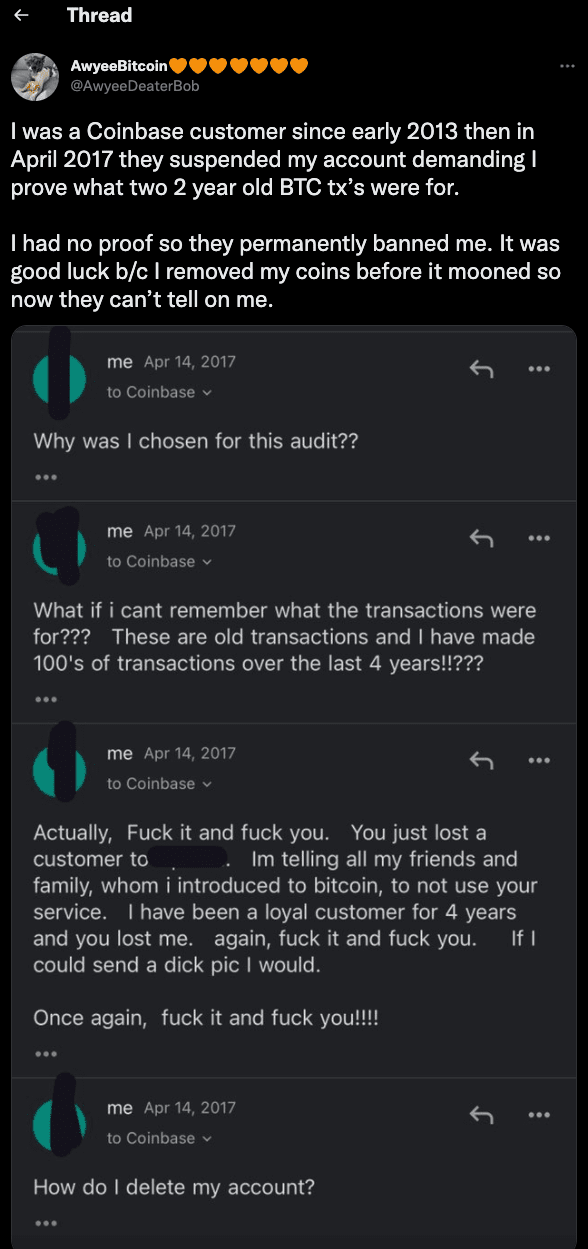 Thread
AwyeeBitcoin🧡🧡🧡🧡🧡🧡🧡
@AwyeeDeaterBob
I was a Coinbase customer since early 2013 then in
April 2017 they suspended my account demanding I
prove what two 2 year old BTC tx’s were for.
I had no proof so they permanently banned me. It was
good luck b/c I removed my coins before it mooned so
now they can’t tell on me.
me Apr 14, 2017
to Coinbase
Why was I chosen for this audit??
me Apr 14, 2017
to Coinbase
What if i cant remember what the transactions were
for??? These are old transactions and I have made
100's of transactions over the last 4 years!!???
me Apr 14, 2017
to Coinbase
Actually, Fuck it and fuck you. You just lost a
customer to . Im telling all my friends and
family, whom i introduced to bitcoin, to not use your
service. I have been a loyal customer for 4 years
and you lost me. again, fuck it and fuck you. If I
could send a dick pic I would.
Once again, fuck it and fuck you!!!!
me Apr 14, 2017
to Coinbase
How do I delete my account?